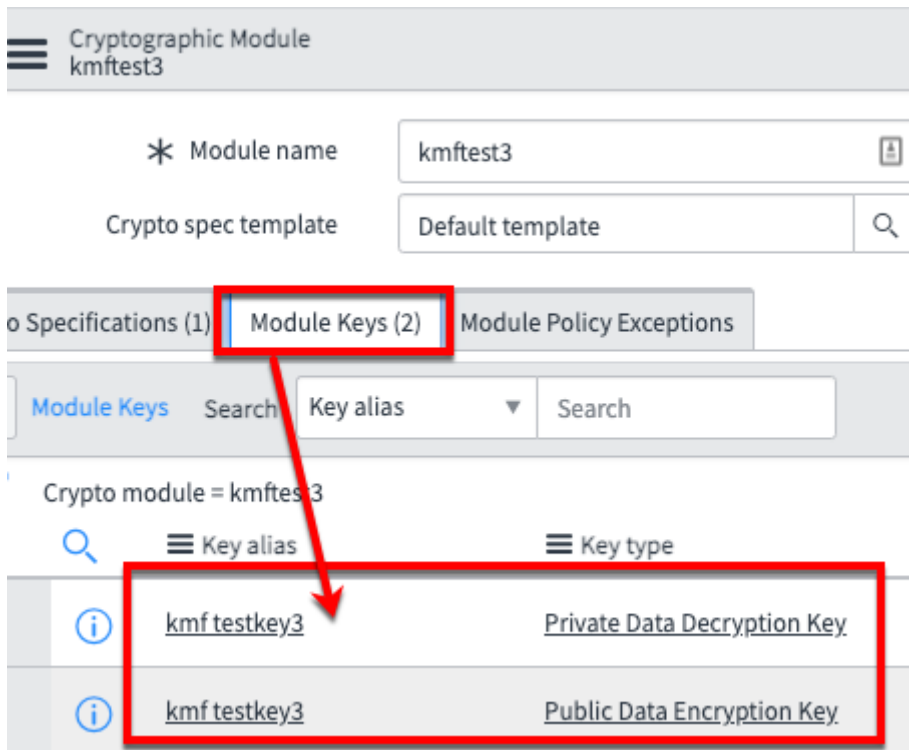 Cryptographic Module
kmftest3
Module name kmftest3
Crypto spec template Default template
o Specifications (1) Module Keys (2) Module Policy Exceptions
Module Keys Search Key alias Search
Crypto module = kmftest3
Key alias Key type
kmf testkey3 Private Data Decryption Key
kmf testkey3 Public Data Encryption Key